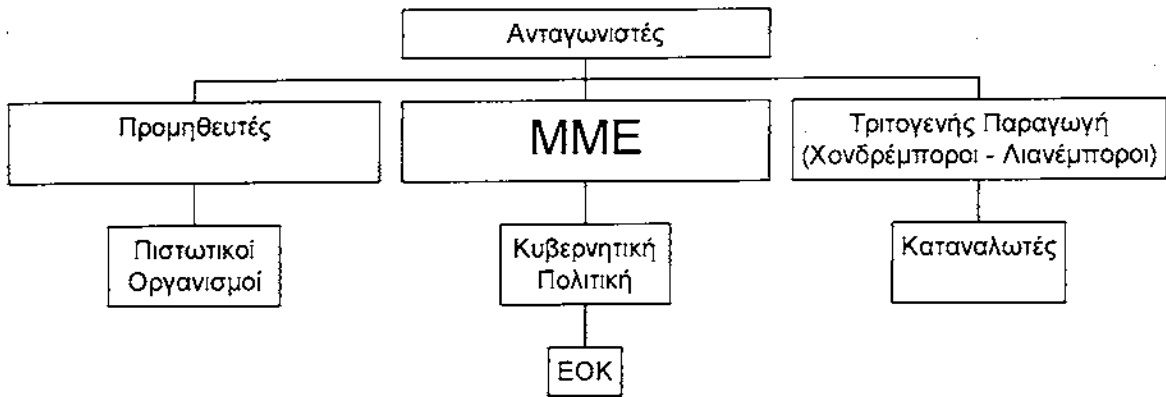 Ανταγωνιστές
Προμηθευτές
ΜΜΕ
Τριτογενής Παραγωγή
(Χονδρέμποροι - Λιανέμποροι)
Πιστωτικοί
Οργανισμοί
Κυβερνητική
Πολιτική
Καταναλωτές
ΕΟΚ